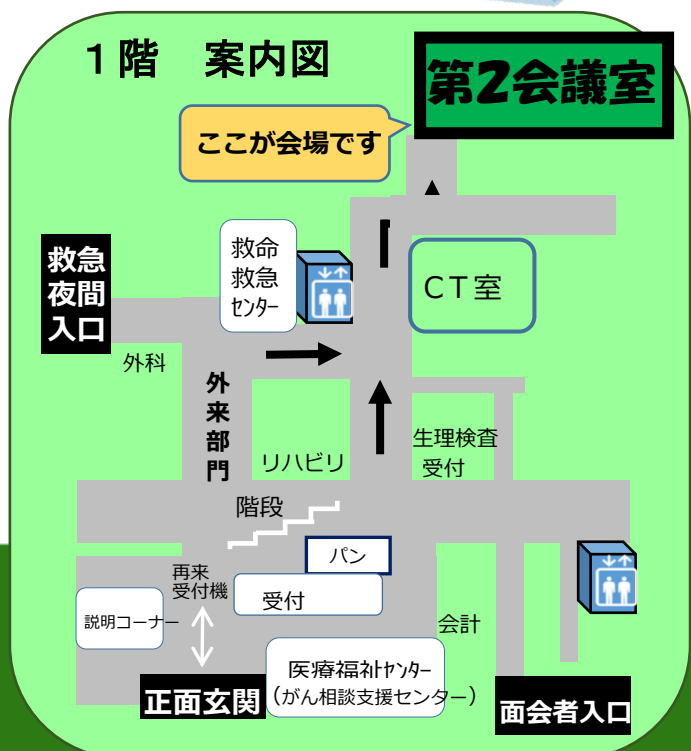 １階　案内図
第2会議室
ここが会場です
救急
夜間
入口
救命
救急
ｾﾝﾀｰ
ＣＴ室
外科
外
来
部
門
リハビリ
生理検査
受付
階段
パン
再来
受付機
受付
説明コーナー
会計
医療福祉ｾﾝﾀｰ
（がん相談支援センター）
正面玄関
面会者入口